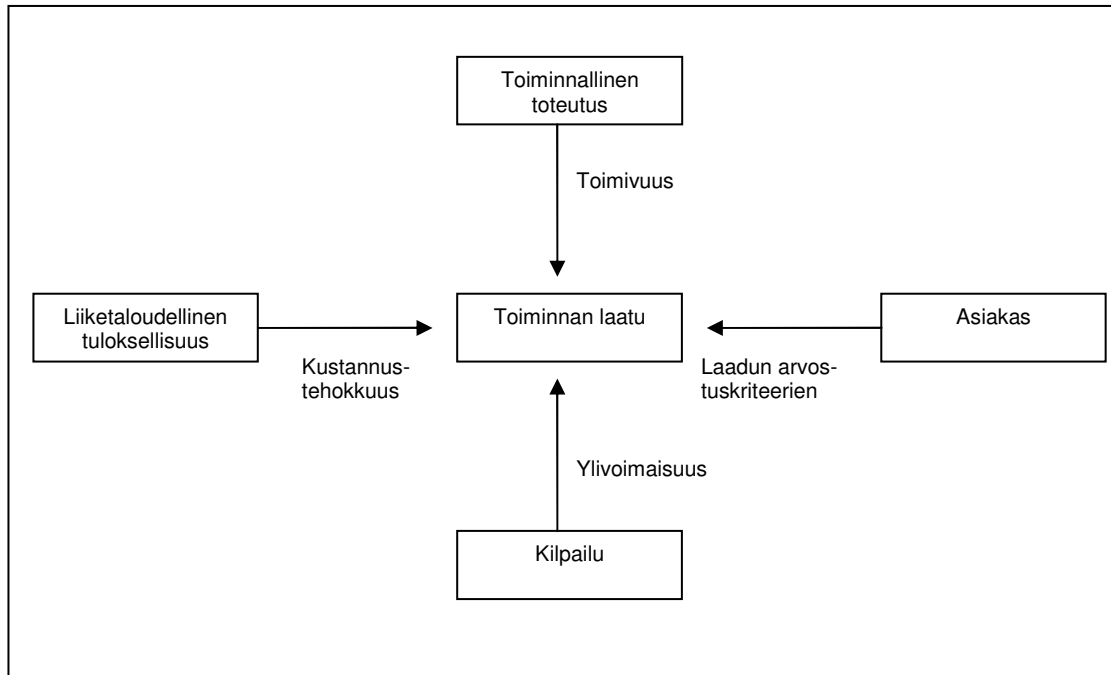 Toiminnallinen
toteutus
Toimivuus
Liiketaloudellinen
tuloksellisuus
Kustannus-
tehokkuus
Toiminnan laatu
Laadun arvos-
tuskriteerien
Asiakas
Ylivoimaisuus
Kilpailu